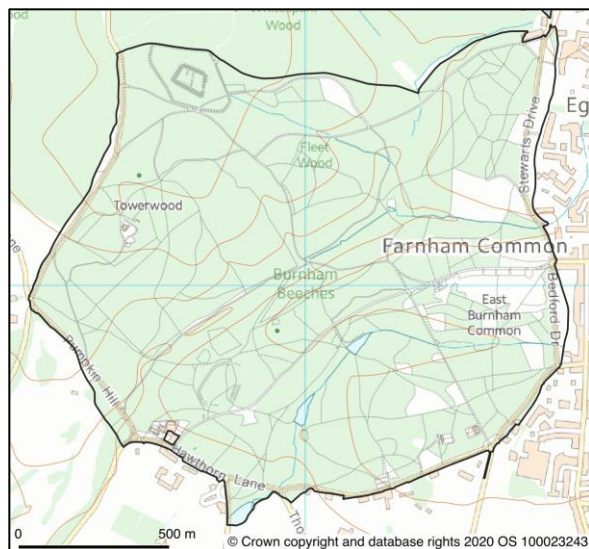 Wood
Eg
Stewarts Drive
Fleet
Wood
Towerwood
Farnham Common
Burnham
Beeches
East
Burnham
Common
Bedford Dr
Pumpkin Hill
Hawthorn Lane
Tho
0
500 m
© Crown copyright and database rights 2020 OS 100023243